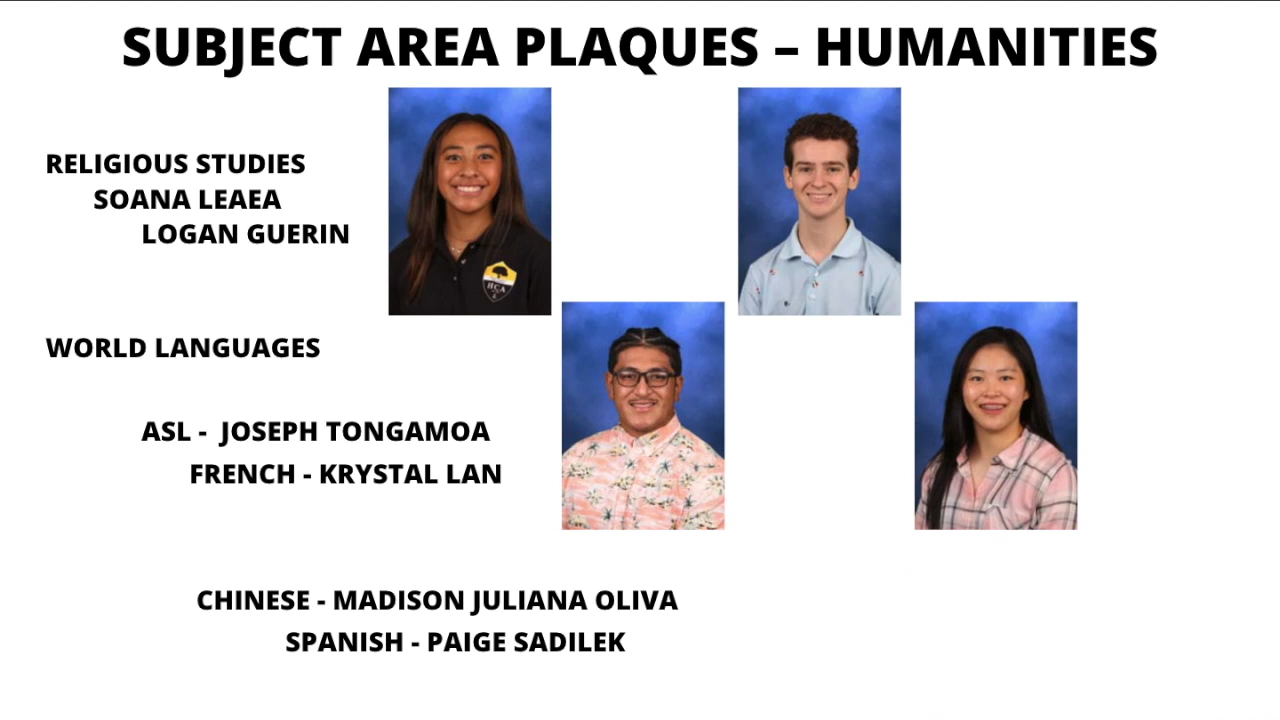 SUBJECT AREA PLAQUES – HUMANITIES
RELIGIOUS STUDIES
SOANA LEAEA
LOGAN GUERIN
HCA
WORLD LANGUAGES
ASL - JOSEPH TONGAMOA
FRENCH - KRYSTAL LAN
CHINESE - MADISON JULIANA OLIVA
SPANISH - PAIGE SADILEK